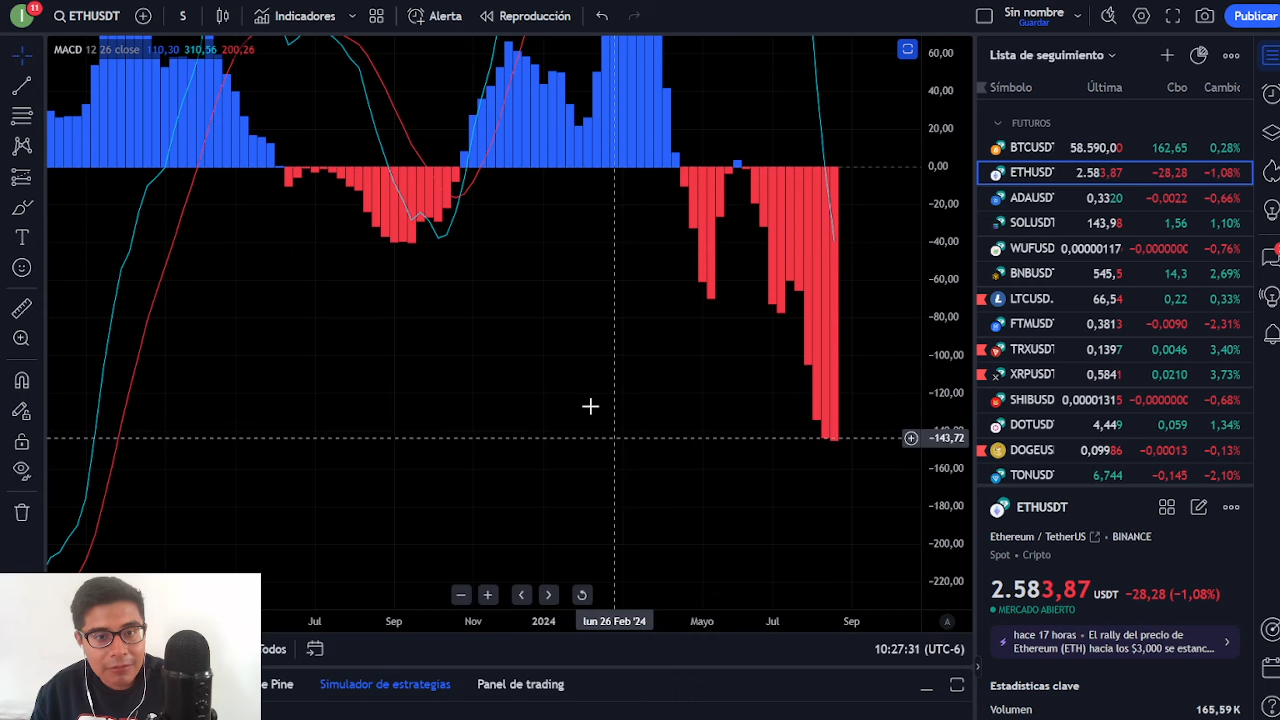 I 11 ETHUSDT S Indicadores Alerta Reproducción Sin nombre Publicar
Guardar
MACD 12 26 close 110,30 310,56 200,26
60,00
40,00
20,00
0,00
−20,00
−40,00
−60,00
−80,00
−100,00
−120,00
−143,72
−160,00
−180,00
−200,00
−220,00
Jul Sep Nov 2024 lun 26 Feb '24 Mayo Jul Sep A
Todos 10:27:31 (UTC-6)
e Pine Simulador de estrategias Panel de trading
Lista de seguimiento
Símbolo Última Cbo Cambic
FUTUROS
BTCUSDT 58.590,00 162,65 0,28%
ETHUSDT 2.583,87 −28,28 −1,08%
ADAUSDT 0,3320 −0,0022 −0,66%
SOLUSDT 143,98 1,56 1,10%
WUFUSD 0,00000117 −0,0000000 −0,76%
BNBUSDT 545,5 14,3 2,69%
LTCUSD. 66,54 0,22 0,33%
FTMUSDT 0,3813 −0,0090 −2,31%
TRXUSDT 0,1397 0,0046 3,40%
XRPUSDT 0,5841 0,0210 3,73%
SHIBUSD 0,00001315 −0,0000000 −0,68%
DOTUSDT 4,449 0,059 1,34%
DOGEUS 0,09986 −0,00013 −0,13%
TONUSDT 6,744 −0,145 −2,10%
ETHUSDT
Ethereum / TetherUS • BINANCE
Spot • Cripto
2.583,87 USDT −28,28 (−1,08%)
MERCADO ABIERTO
hace 17 horas • El rally del precio de
Ethereum (ETH) hacia los $3,000 se estanc...
Estadísticas clave
Volumen 165,59 K